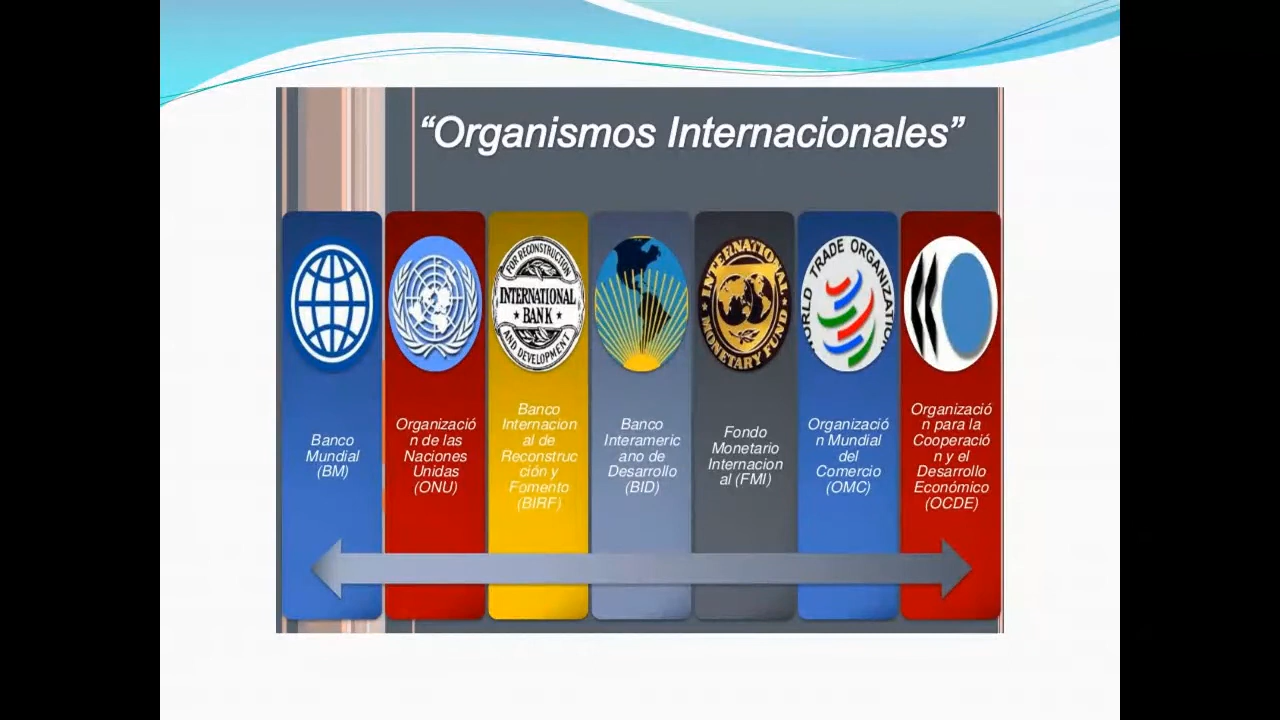 “Organismos Internacionales”
FOR RECONSTRUCTION
INTERNATIONAL
BANK
AND DEVELOPMENT
INTERNATIONAL
MONETARY FUND
WORLD TRADE ORGANIZATION
Banco
Mundial
(BM)
Organizació
n de las
Naciones
Unidas
(ONU)
Banco
Internacion
al de
Reconstruc
ción y
Fomento
(BIRF)
Banco
Interameric
ano de
Desarrollo
(BID)
Fondo
Monetario
Internacion
al (FMI)
Organizació
n Mundial
del
Comercio
(OMC)
Organizació
n para la
Cooperació
n y el
Desarrollo
Económico
(OCDE)